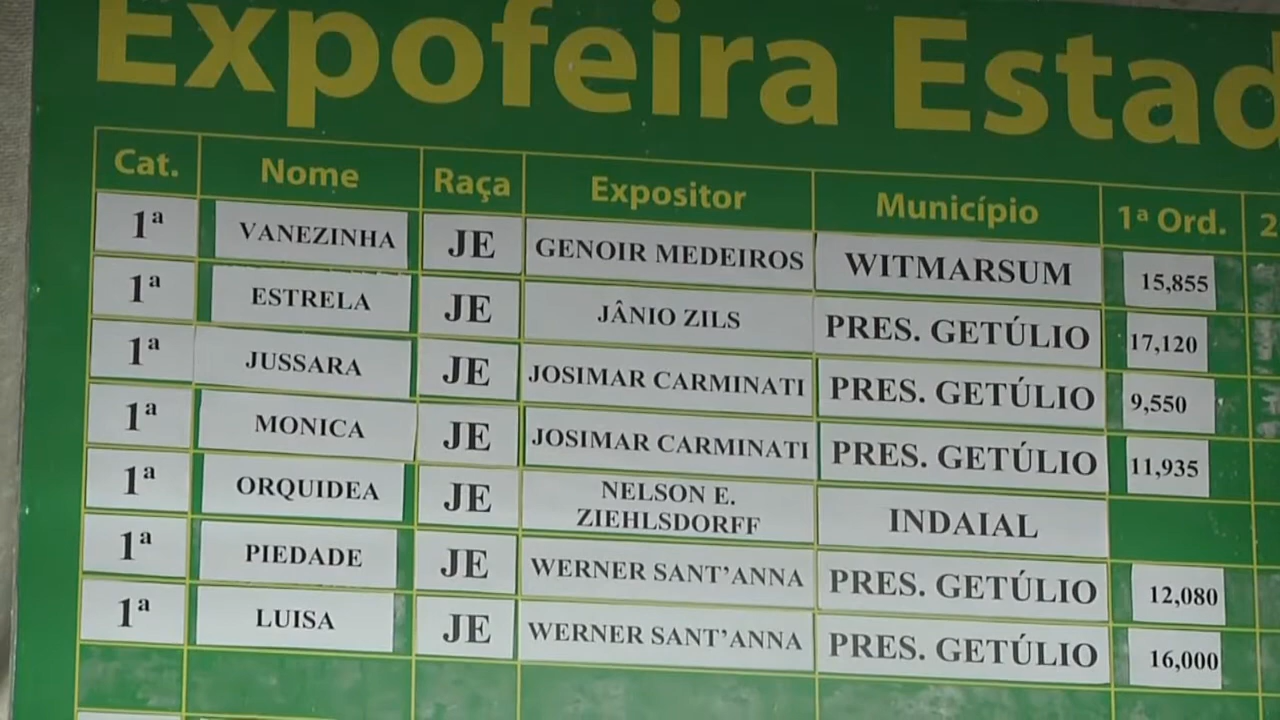 Expofeira Estad
Cat. Nome Raça Expositor Município 1ª Ord. 2
1ª VANEZINHA JE GENOIR MEDEIROS WITMARSUM 15,855
1ª ESTRELA JE JÂNIO ZILS PRES. GETÚLIO 17,120
1ª JUSSARA JE JOSIMAR CARMINATI PRES. GETÚLIO 9,550
1ª MONICA JE JOSIMAR CARMINATI PRES. GETÚLIO 11,935
1ª ORQUIDEA JE NELSON E. ZIEHLSDORFF INDAIAL
1ª PIEDADE JE WERNER SANT'ANNA PRES. GETÚLIO 12,080
1ª LUISA JE WERNER SANT'ANNA PRES. GETÚLIO 16,000